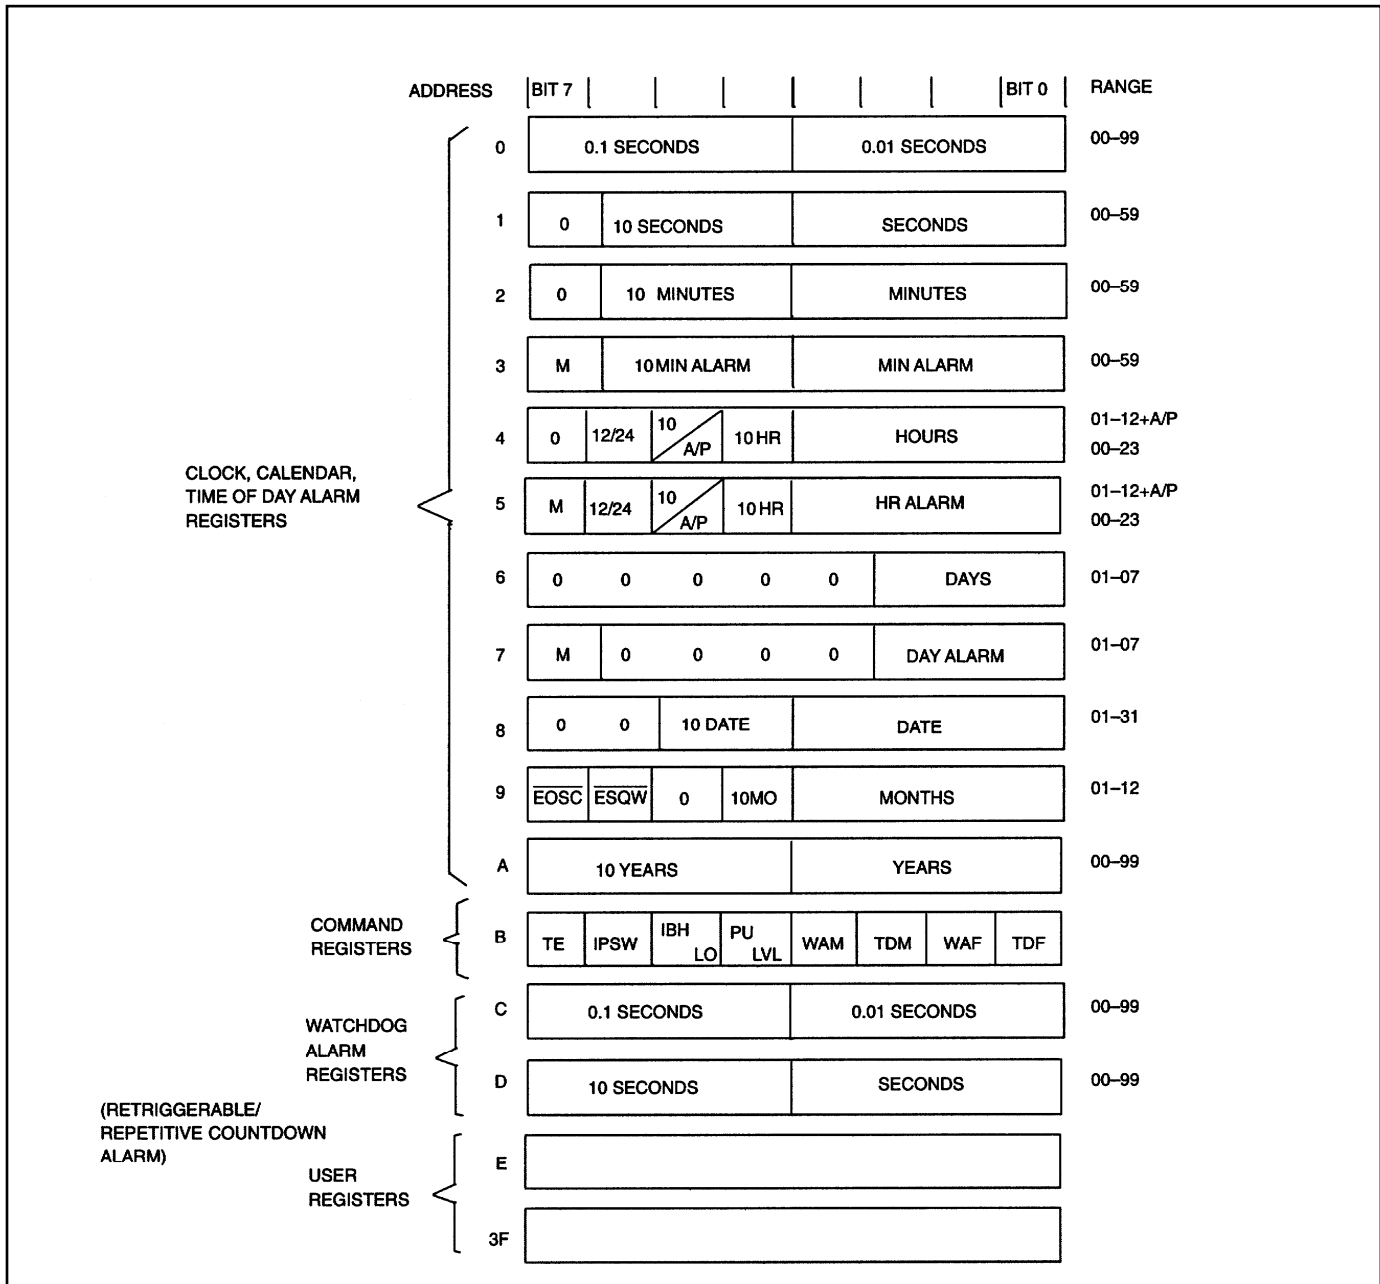 ADDRESS BIT 7 BIT 0 RANGE
0 0.1 SECONDS 0.01 SECONDS 00–99
1 0 10 SECONDS SECONDS 00–59
2 0 10 MINUTES MINUTES 00–59
3 M 10 MIN ALARM MIN ALARM 00–59
4 0 12/24 10 A/P 10 HR HOURS 01–12+A/P
00–23
CLOCK, CALENDAR,
TIME OF DAY ALARM
REGISTERS
5 M 12/24 10 A/P 10 HR HR ALARM 01–12+A/P
00–23
6 0 0 0 0 0 DAYS 01–07
7 M 0 0 0 0 DAY ALARM 01–07
8 0 0 10 DATE DATE 01–31
9 EOSC ESQW 0 10MO MONTHS 01–12
A 10 YEARS YEARS 00–99
COMMAND
REGISTERS
B TE IPSW IBH LO PU LVL WAM TDM WAF TDF
C 0.1 SECONDS 0.01 SECONDS 00–99
WATCHDOG
ALARM
REGISTERS
D 10 SECONDS SECONDS 00–99
(RETRIGGERABLE/
REPETITIVE COUNTDOWN
ALARM)
E
USER
REGISTERS
3F